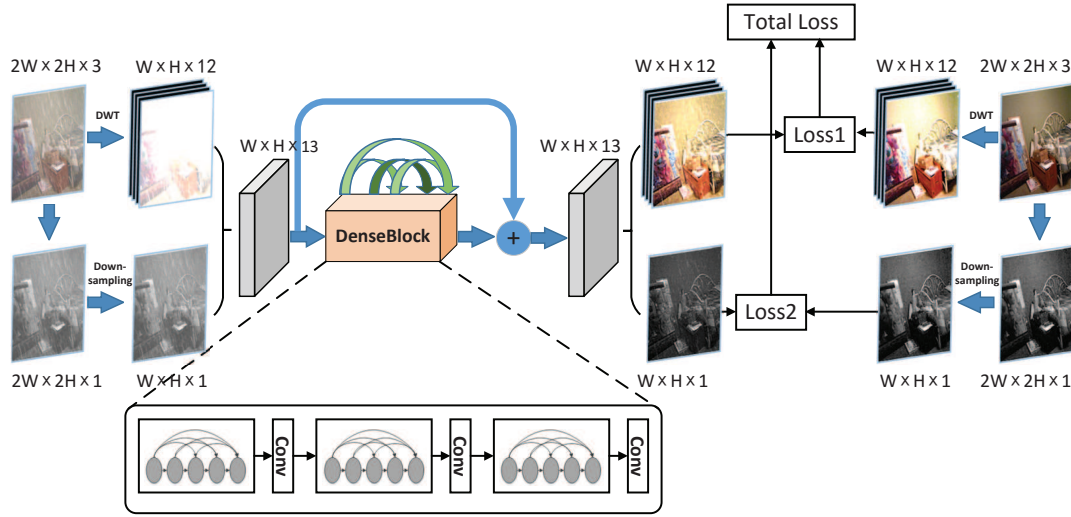 Total Loss
2W × 2H × 3
W × H × 12
W × H × 12
W × H × 12
2W × 2H × 3
DWT
DWT
Loss1
W × H × 13
W × H × 13
DenseBlock
+
Down-
sampling
Down-
sampling
Loss2
2W × 2H × 1
W × H × 1
W × H × 1
W × H × 1
2W × 2H × 1
Conv
Conv
Conv